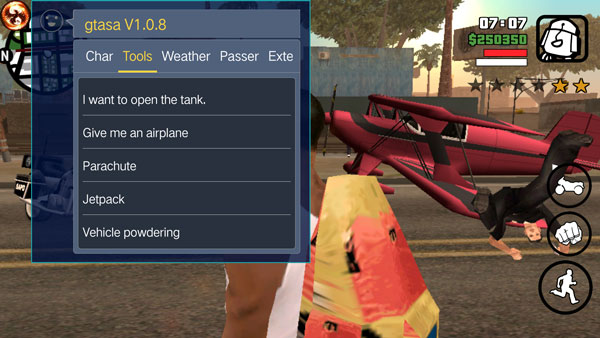 gtasa V1.0.8
Char Tools Weather Passer Exte
I want to open the tank.
Give me an airplane
Parachute
Jetpack
Vehicle powdering
N
07:07
$250350